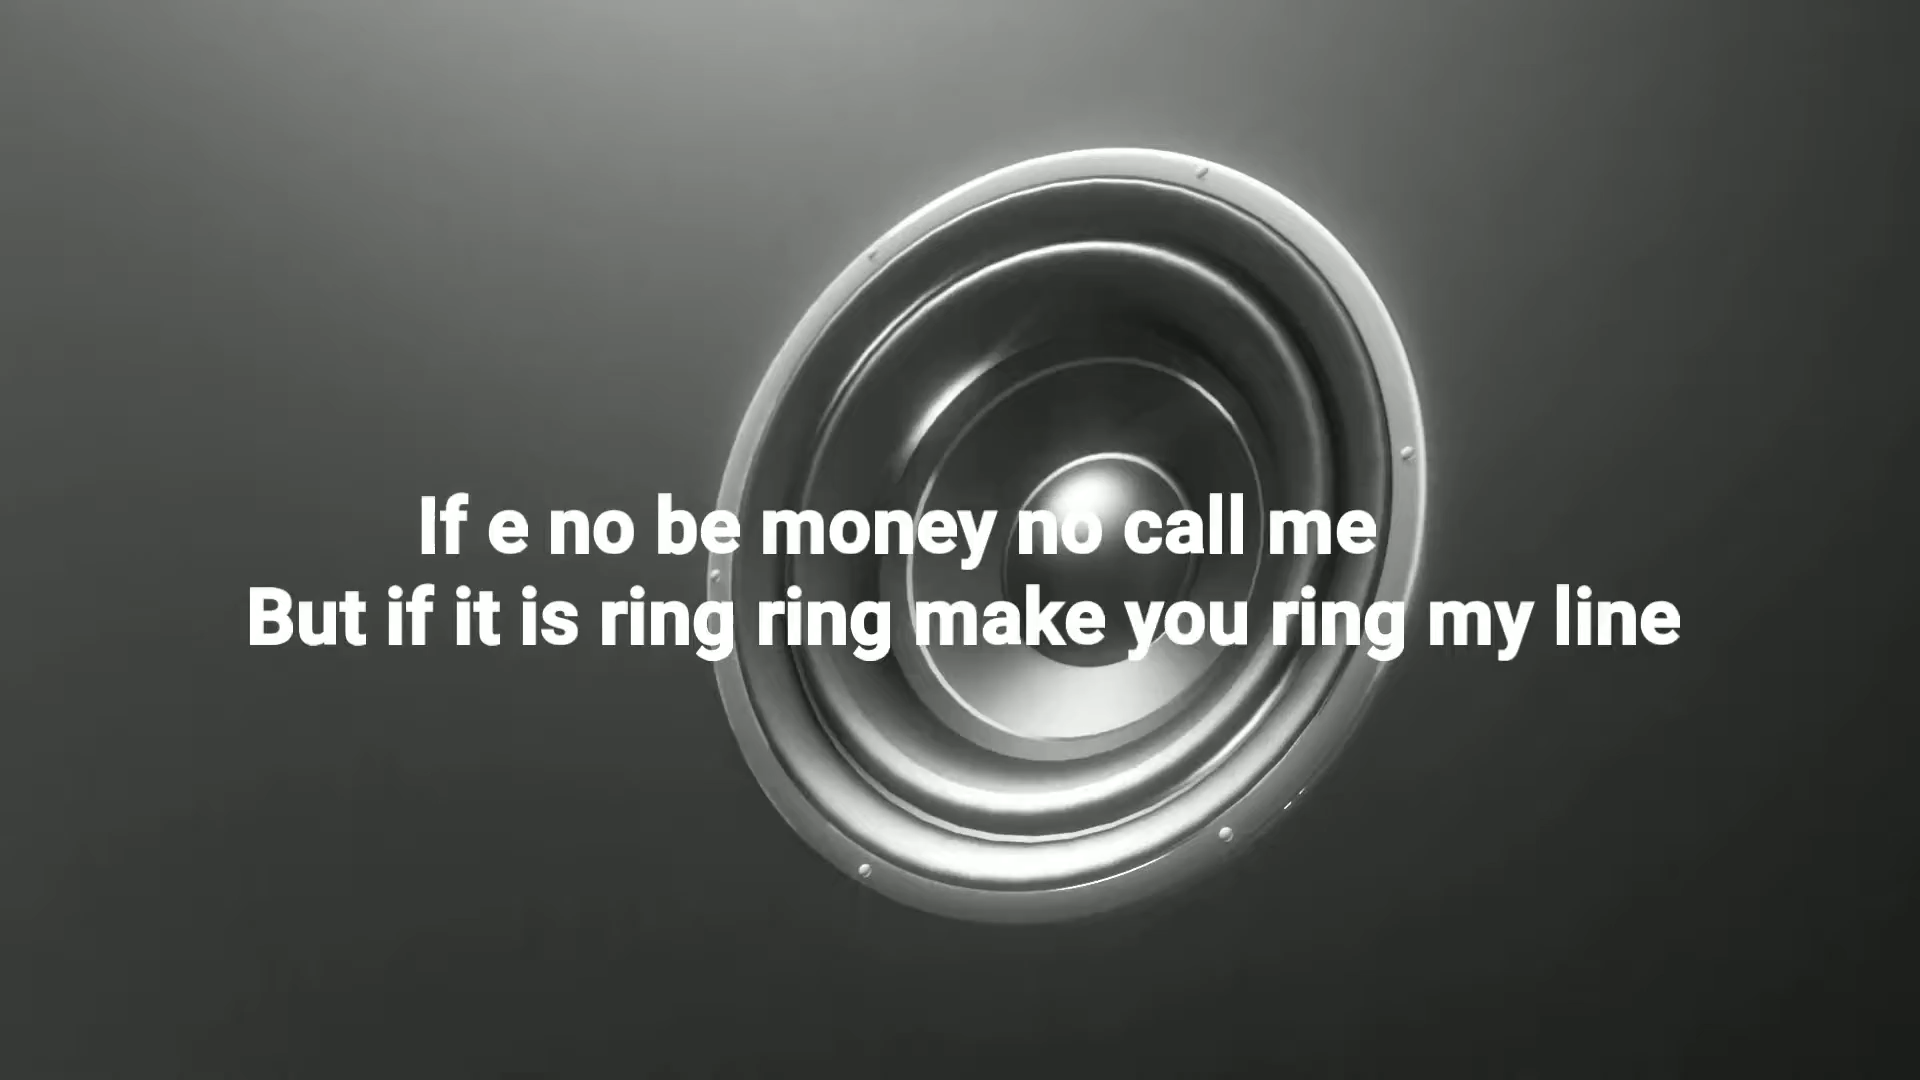 If e no be money no call me
But if it is ring ring make you ring my line